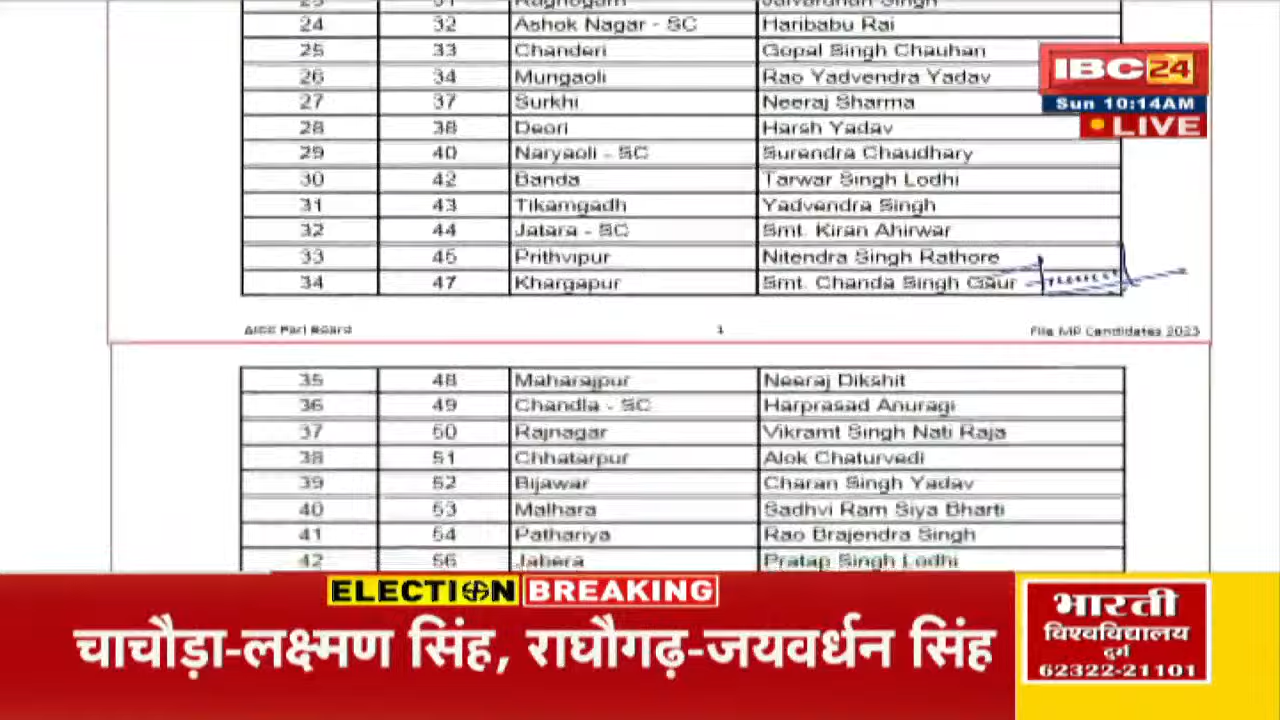 31 Raghogarh Jaivardhan Singh
24 32 Ashok Nagar - SC Haribabu Rai
25 33 Chanderi Gopal Singh Chauhan
26 34 Mungaoli Rao Yadvendra Yadav
27 37 Surkhi Neeraj Sharma
28 38 Deori Harsh Yadav
29 40 Naryaoli - SC Surendra Chaudhary
30 42 Banda Tarwar Singh Lodhi
31 43 Tikamgadh Yadvendra Singh
32 44 Jatara - SC Smt. Kiran Ahirwar
33 45 Prithvipur Nitendra Singh Rathore
34 47 Khargapur Smt. Chanda Singh Gaur
IBC24
Sun 10:14AM
LIVE
1 File MP Candidates 2023
35 48 Maharajpur Neeraj Dikshit
36 49 Chandla - SC Harprasad Anuragi
37 50 Rajnagar Vikramt Singh Nati Raja
38 51 Chhatarpur Alok Chaturvedi
39 52 Bijawar Charan Singh Yadav
40 53 Malhara Sadhvi Ram Siya Bharti
41 54 Pathariya Rao Brajendra Singh
42 56 Jabera Pratap Singh Lodhi
ELECTION BREAKING
चाचौड़ा-लक्ष्मण सिंह, राघौगढ़-जयवर्धन सिंह
भारती
विश्वविद्यालय
दुर्ग
62322-21101